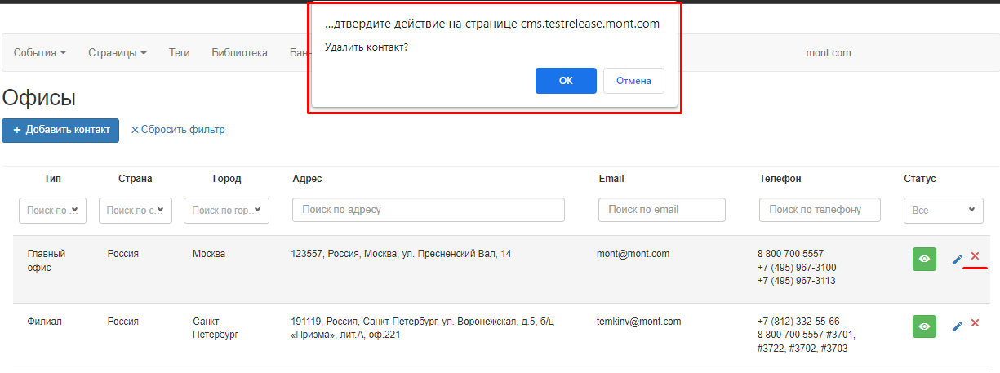 ...дтвердите действие на странице cms.testrelease.mont.com
Удалить контакт?
ОК
Отмена
События Страницы Теги Библиотека Бан mont.com
Офисы
+ Добавить контакт × Сбросить фильтр
Тип Страна Город Адрес Email Телефон Статус
Поиск по ... Поиск по с... Поиск по гор... Поиск по адресу Поиск по email Поиск по телефону Все
Главный офис Россия Москва 123557, Россия, Москва, ул. Пресненский Вал, 14 mont@mont.com 8 800 700 5557
+7 (495) 967-3100
+7 (495) 967-3113
Филиал Россия Санкт-Петербург 191119, Россия, Санкт-Петербург, ул. Воронежская, д.5, б/ц temkinv@mont.com +7 (812) 332-55-66
«Призма», лит.А, оф.221 8 800 700 5557 #3701,
#3722, #3702, #3703